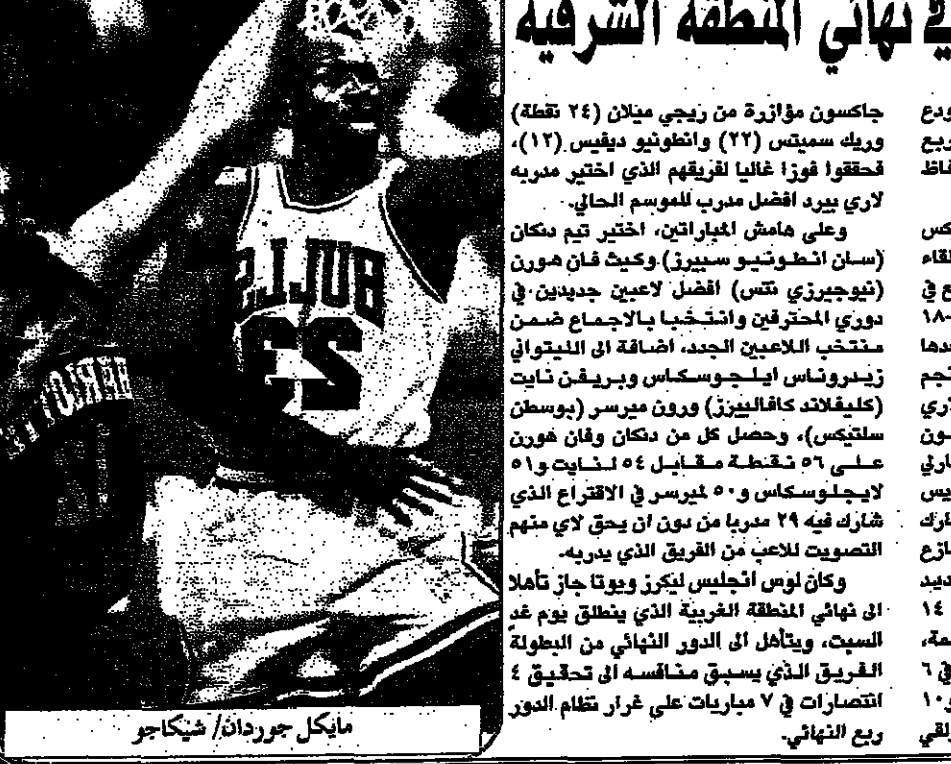 في نهائي المنطقة الشرقية
جاكسون مؤازرة من ريجي ميلان (٢٤ نقطة)
وريك سميتس (٢٢) وانطونيو ديفيس (١٢)،
فحققوا فوزا غاليا لفريقهم الذي اختير مدربه
لاري بيرد افضل مدرب للموسم الحالي.
وعلى هامش المباراتين، اختير تيم دنكان
(سان انطونيو سبيرز) وكيث فان هورن
(نيوجيرزي نتس) افضل لاعبين جديدين في
دوري المحترفين وانتخبا بالاجماع ضمن
منتخب اللاعبين الجدد، اضافة الى الليتواني
زيدروناس ايلجوسكاس وبريفن نايت
(كليفلاند كافالييرز) ورون ميرسر (بوسطن
سلتيكس)، وحصل كل من دنكان وفان هورن
على ٥٦ نقطة مقابل ٥٤ لنايت و٥١
لايجلوسكاس و٥٠ لميرسر في الاقتراع الذي
شارك فيه ٢٩ مدربا من دون ان يحق لاي منهم
التصويت للاعب من الفريق الذي يدربه.
وكان لوس انجليس ليكرز ويوتا جاز تأهلا
الى نهائي المنطقة الغربية الذي ينطلق يوم غد
السبت، ويتأهل الى الدور النهائي من البطولة
الفريق الذي يسبق منافسه الى تحقيق ٤
انتصارات في ٧ مباريات على غرار نظام الدور
ربع النهائي.
BULLS
23
مايكل جوردان/ شيكاجو